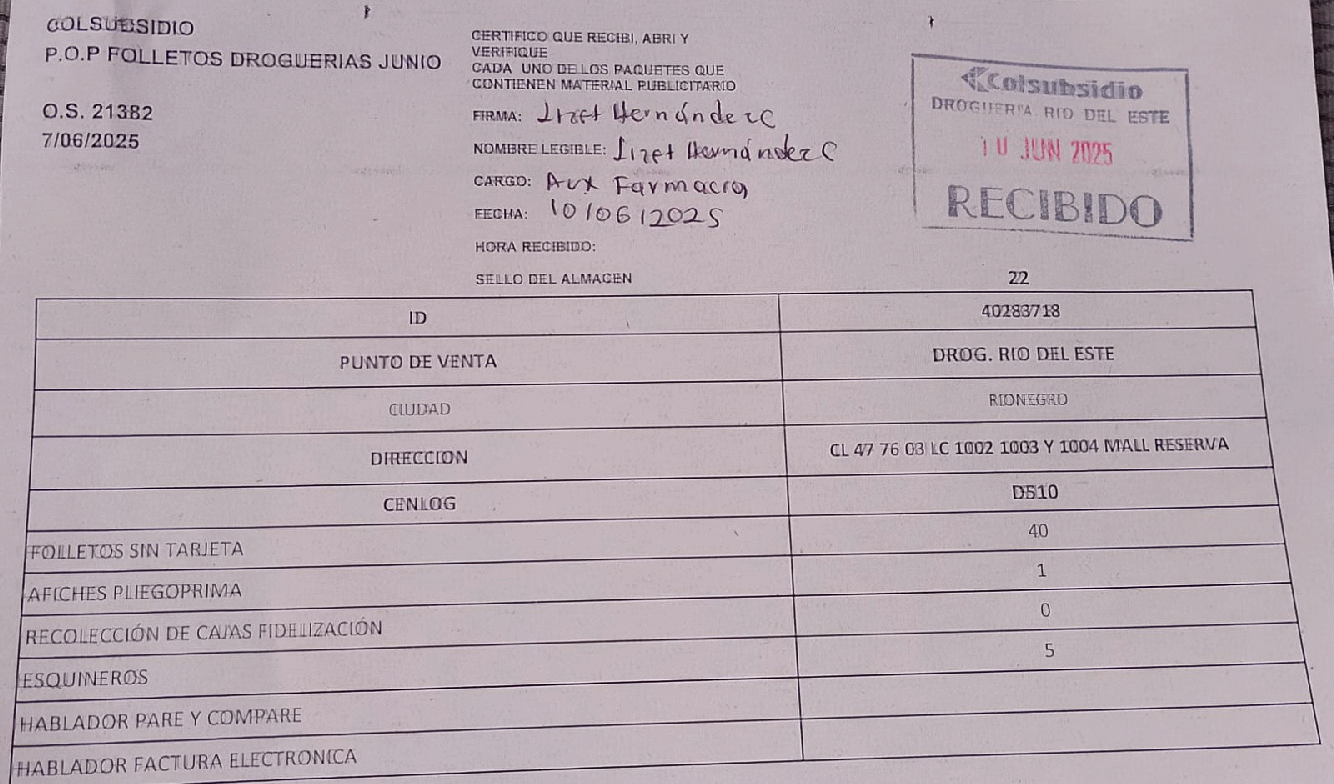 COLSUBSIDIO
P.O.P FOLLETOS DROGUERIAS JUNIO
O.S. 21382
7/06/2025
CERTIFICO QUE RECIBI, ABRI Y
VERIFIQUE
CADA UNO DE LOS PAQUETES QUE
CONTIENEN MATERIAL PUBLICITARIO
FIRMA: Lizet Hernández C
NOMBRE LEGIBLE: Lizet Hernández C
CARGO: Aux Farmacia
FECHA: 10/06/2025
HORA RECIBIDO:
SELLO DEL ALMACEN
Colsubsidio
DROGUERIA RIO DEL ESTE
10 JUN 2025
RECIBIDO
22
ID 40283718
PUNTO DE VENTA DROG. RIO DEL ESTE
CIUDAD RIONEGRO
DIRECCION CL 47 76 03 LC 1002 1003 Y 1004 MALL RESERVA
CENLOG D510
FOLLETOS SIN TARJETA 40
AFICHES PLIEGOPRIMA 1
RECOLECCIÓN DE CAJAS FIDELIZACIÓN 0
ESQUINEROS 5
HABLADOR PARE Y COMPARE
HABLADOR FACTURA ELECTRONICA